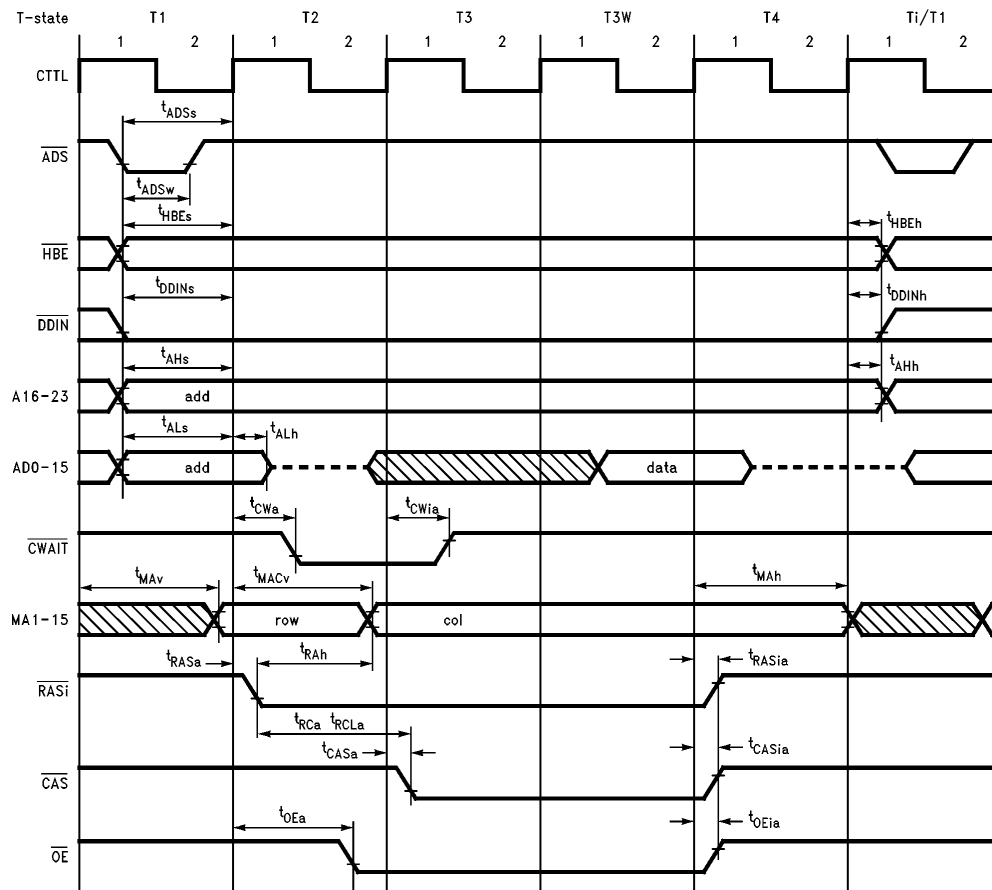 T-state T1 T2 T3 T3W T4 Ti/T1
1 2 1 2 1 2 1 2 1 2 1 2
CTTL
tADSs
ADS
tADSw
tHBEs tHBEh
HBE
tDDINs tDDINh
DDIN
tAHs tAHh
A16-23 add
tALs tALh
AD0-15 add data
tCWa tCWia
CWAIT
tMAv tMACv tMAh
MA1-15 row col
tRASa tRAh tRASia
RASi
tRCa tRCLa
tCASa tCASia
CAS
tOEa tOEia
OE